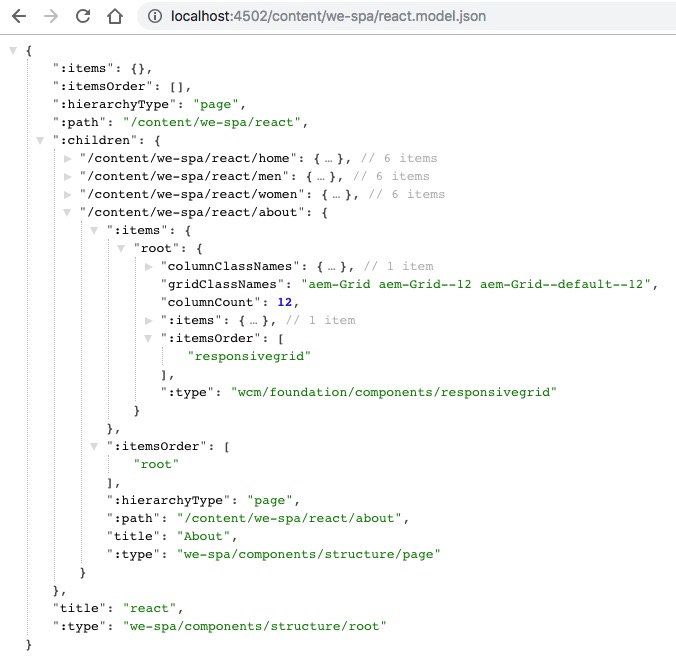 localhost:4502/content/we-spa/react.model.json
{
":items": {},
":itemsOrder": [],
":hierarchyType": "page",
":path": "/content/we-spa/react",
":children": {
"/content/we-spa/react/home": { … }, // 6 items
"/content/we-spa/react/men": { … }, // 6 items
"/content/we-spa/react/women": { … }, // 6 items
"/content/we-spa/react/about": {
":items": {
"root": {
"columnClassNames": { … }, // 1 item
"gridClassNames": "aem-Grid aem-Grid--12 aem-Grid--default--12",
"columnCount": 12,
":items": { … }, // 1 item
":itemsOrder": [
"responsivegrid"
],
":type": "wcm/foundation/components/responsivegrid"
}
},
":itemsOrder": [
"root"
],
":hierarchyType": "page",
":path": "/content/we-spa/react/about",
"title": "About",
":type": "we-spa/components/structure/page"
}
},
"title": "react",
":type": "we-spa/components/structure/root"
}